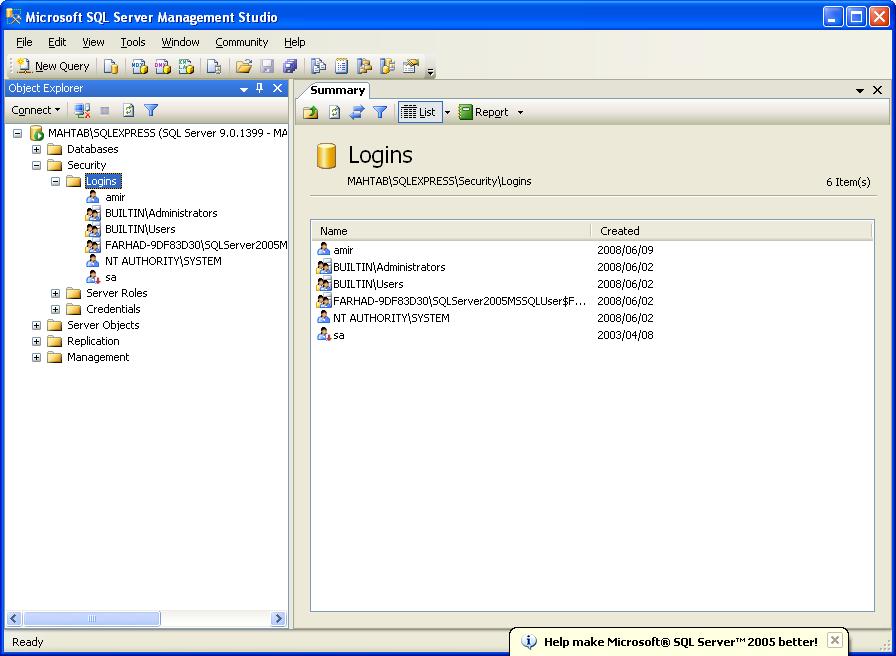 Microsoft SQL Server Management Studio
File Edit View Tools Window Community Help
New Query
Object Explorer
Connect
MAHTAB\SQLEXPRESS (SQL Server 9.0.1399 - MA
Databases
Security
Logins
amir
BUILTIN\Administrators
BUILTIN\Users
FARHAD-9DF83D30\SQLServer2005M
NT AUTHORITY\SYSTEM
sa
Server Roles
Credentials
Server Objects
Replication
Management
Summary
List Report
Logins
MAHTAB\SQLEXPRESS\Security\Logins 6 Item(s)
Name Created
amir 2008/06/09
BUILTIN\Administrators 2008/06/02
BUILTIN\Users 2008/06/02
FARHAD-9DF83D30\SQLServer2005MSSQLUser$F... 2008/06/02
NT AUTHORITY\SYSTEM 2008/06/02
sa 2003/04/08
Ready
Help make Microsoft® SQL Server™ 2005 better!